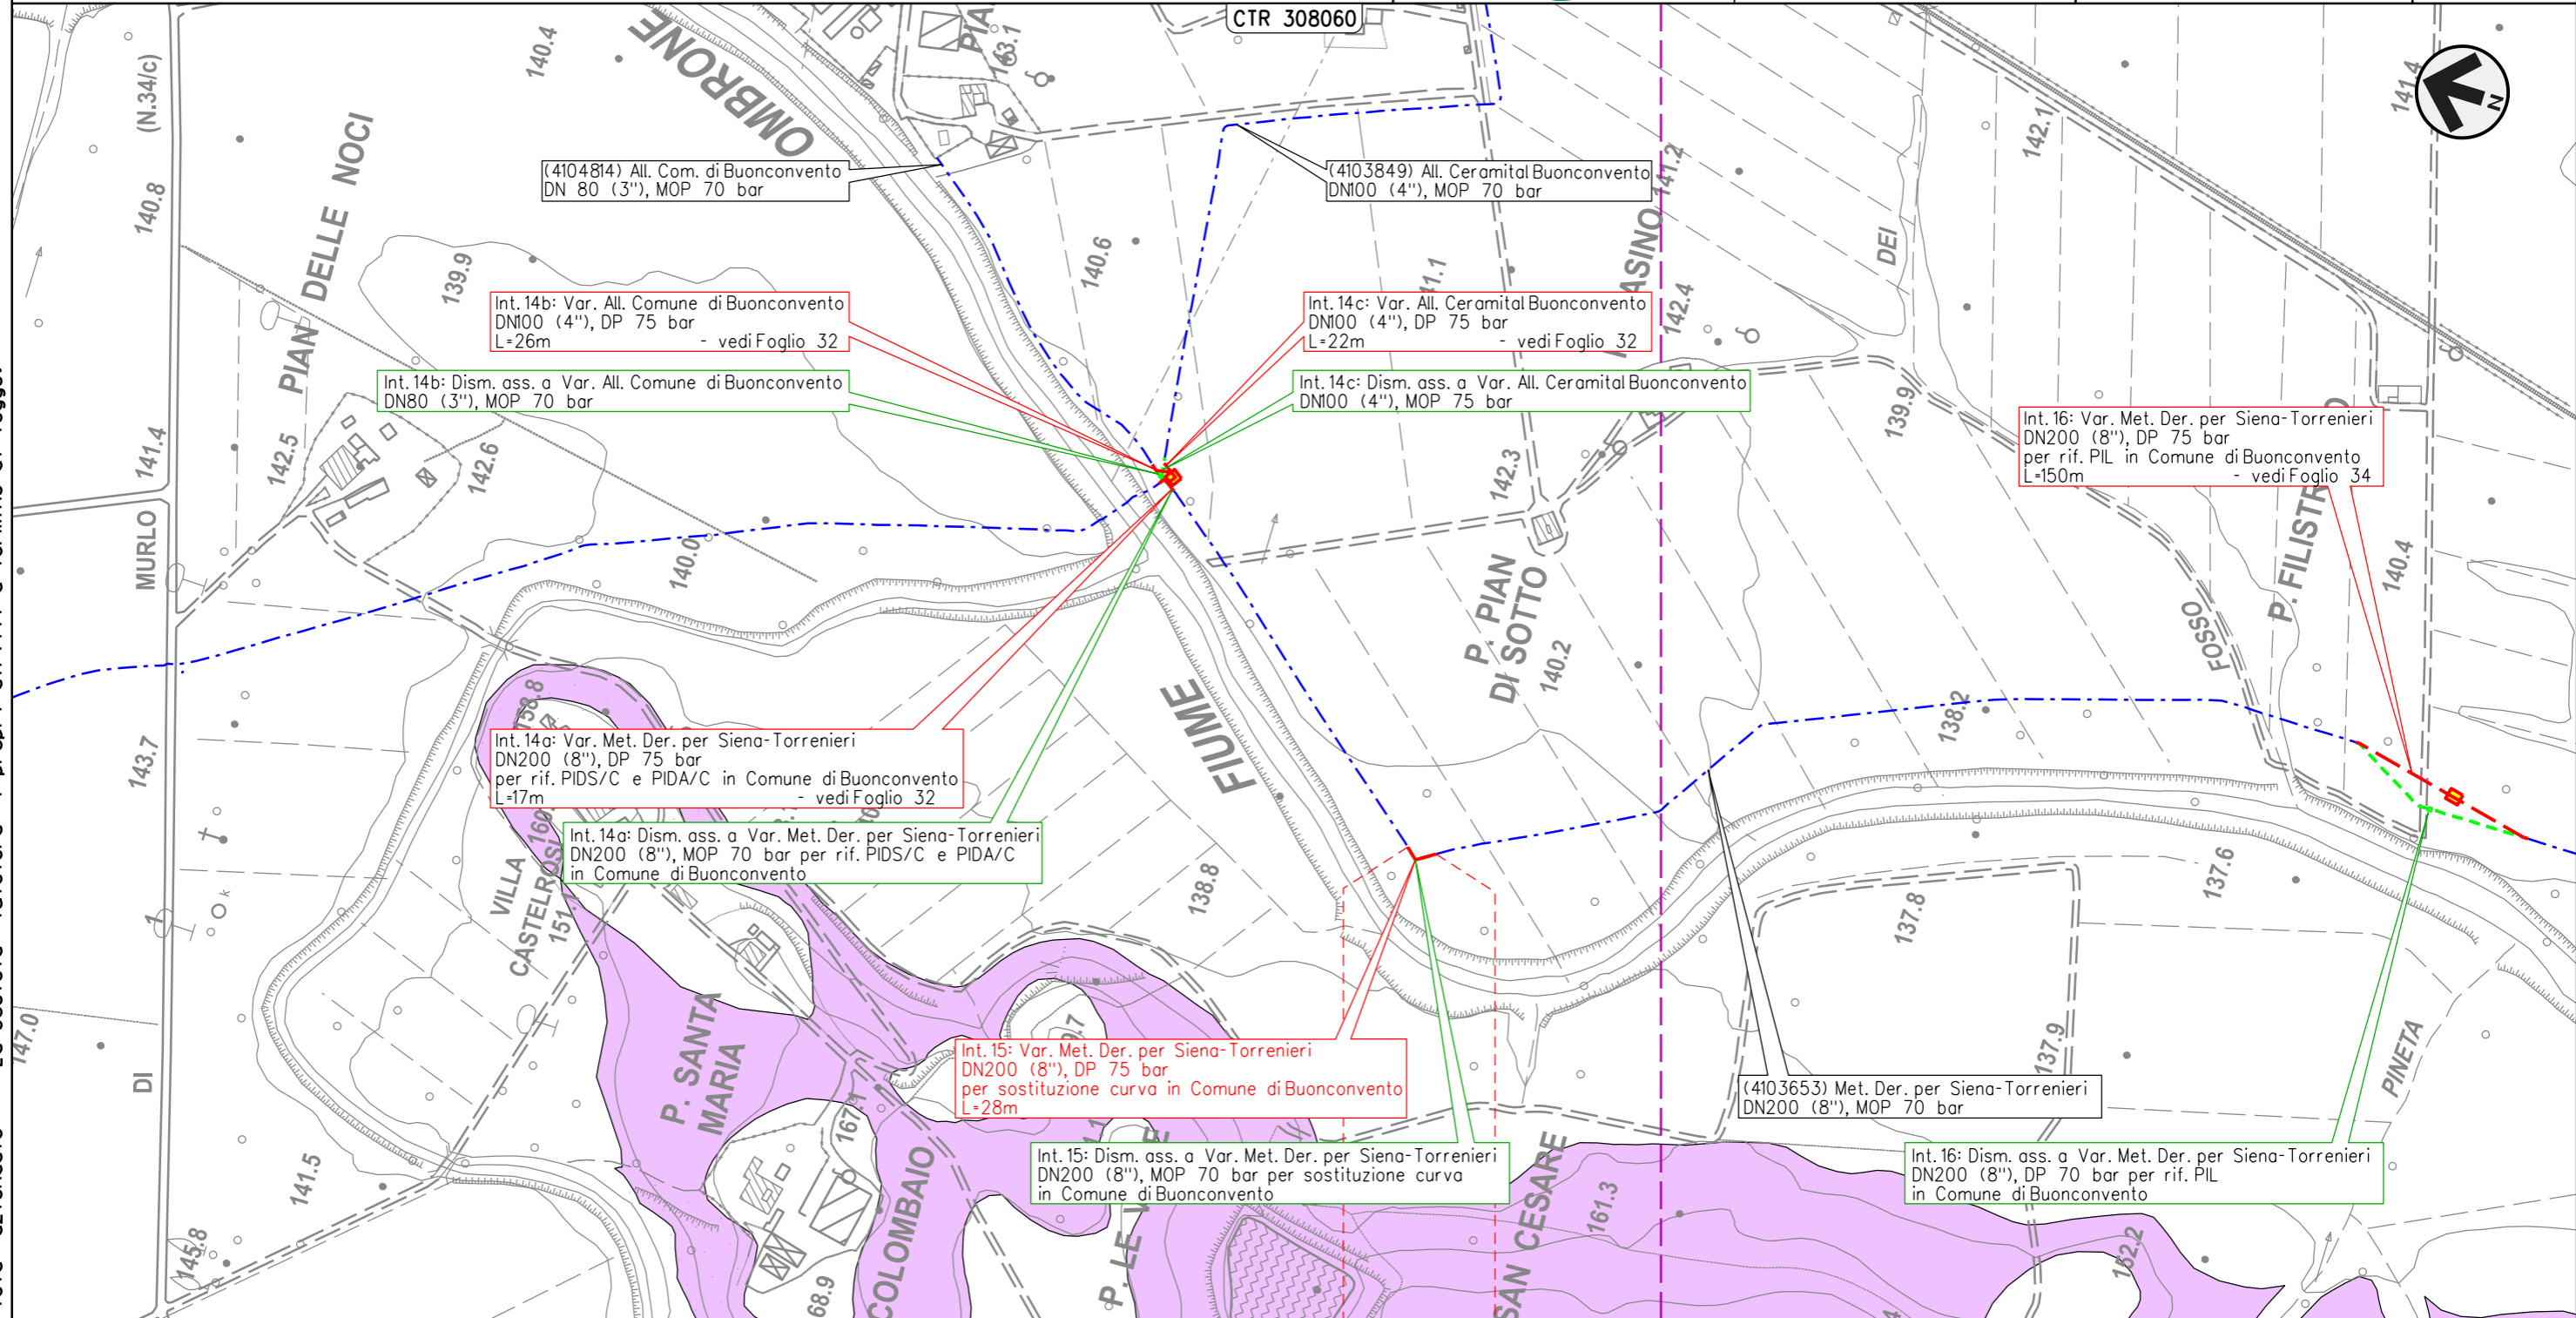 CTR 308060
OMBRONE
(N.34/c)
140.4
143.1
141.4
142.1
N
140.8
PIAN DELLE NOCI
(4104814) All. Com. di Buonconvento
DN 80 (3"), MOP 70 bar
(4103849) All. Ceramital Buonconvento
DN100 (4"), MOP 70 bar
141.2
139.9
140.6
DEI
Int. 14b: Var. All. Comune di Buonconvento
DN100 (4"), DP 75 bar
L=26m - vedi Foglio 32
Int. 14c: Var. All. Ceramital Buonconvento
DN100 (4"), DP 75 bar
L=22m - vedi Foglio 32
142.4
Int. 14b: Dism. ass. a Var. All. Comune di Buonconvento
DN80 (3"), MOP 70 bar
Int. 14c: Dism. ass. a Var. All. Ceramital Buonconvento
DN100 (4"), MOP 75 bar
139.9
Int. 16: Var. Met. Der. per Siena-Torrenieri
DN200 (8"), DP 75 bar
per rif. PIL in Comune di Buonconvento
L=150m - vedi Foglio 34
141.4
142.5
142.6
142.3
MURLO
140.0
140.4
P. PIAN
DI SOTTO
140.2
FOSSO
158.8
FIUME
138.2
143.7
Int. 14a: Var. Met. Der. per Siena-Torrenieri
DN200 (8"), DP 75 bar
per rif. PIDS/C e PIDA/C in Comune di Buonconvento
L=17m - vedi Foglio 32
Int. 14a: Dism. ass. a Var. Met. Der. per Siena-Torrenieri
DN200 (8"), MOP 70 bar per rif. PIDS/C e PIDA/C
in Comune di Buonconvento
VILLA
138.8
137.8
137.6
147.0
P. SANTA
MARIA
DI
Int. 15: Var. Met. Der. per Siena-Torrenieri
DN200 (8"), DP 75 bar
per sostituzione curva in Comune di Buonconvento
L=28m
137.9
PINETA
(4103653) Met. Der. per Siena-Torrenieri
DN200 (8"), MOP 70 bar
167.1
Int. 15: Dism. ass. a Var. Met. Der. per Siena-Torrenieri
DN200 (8"), MOP 70 bar per sostituzione curva
in Comune di Buonconvento
Int. 16: Dism. ass. a Var. Met. Der. per Siena-Torrenieri
DN200 (8"), DP 70 bar per rif. PIL
in Comune di Buonconvento
141.5
COLOMBAIO
SAN CESARE
161.3
145.8
68.9
152.2